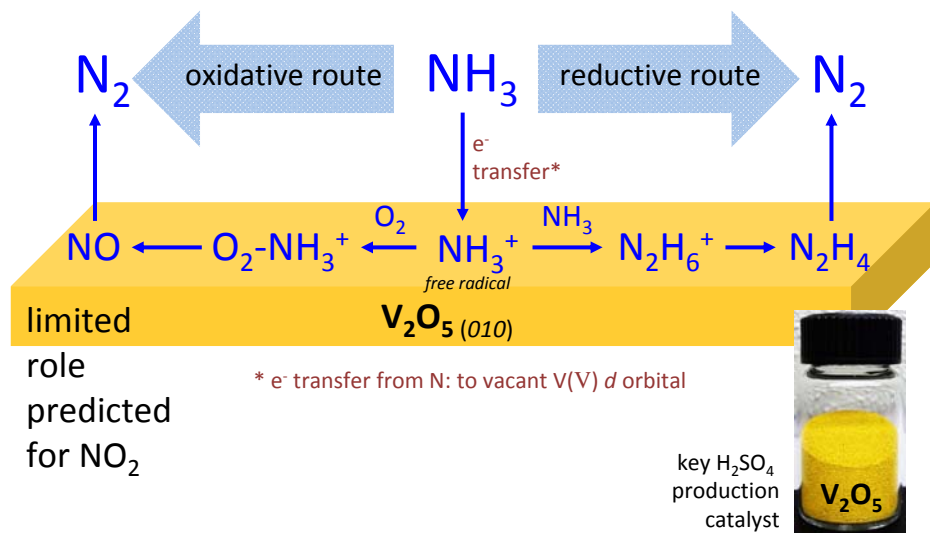 N₂ oxidative route NH₃ reductive route N₂
e⁻
transfer*
O₂ NH₃
NO O₂-NH₃⁺ NH₃⁺ N₂H₆⁺ N₂H₄
free radical
V₂O₅ (010)
limited
role
predicted
for NO₂
* e⁻ transfer from N: to vacant V(V) d orbital
key H₂SO₄
production
catalyst
V₂O₅